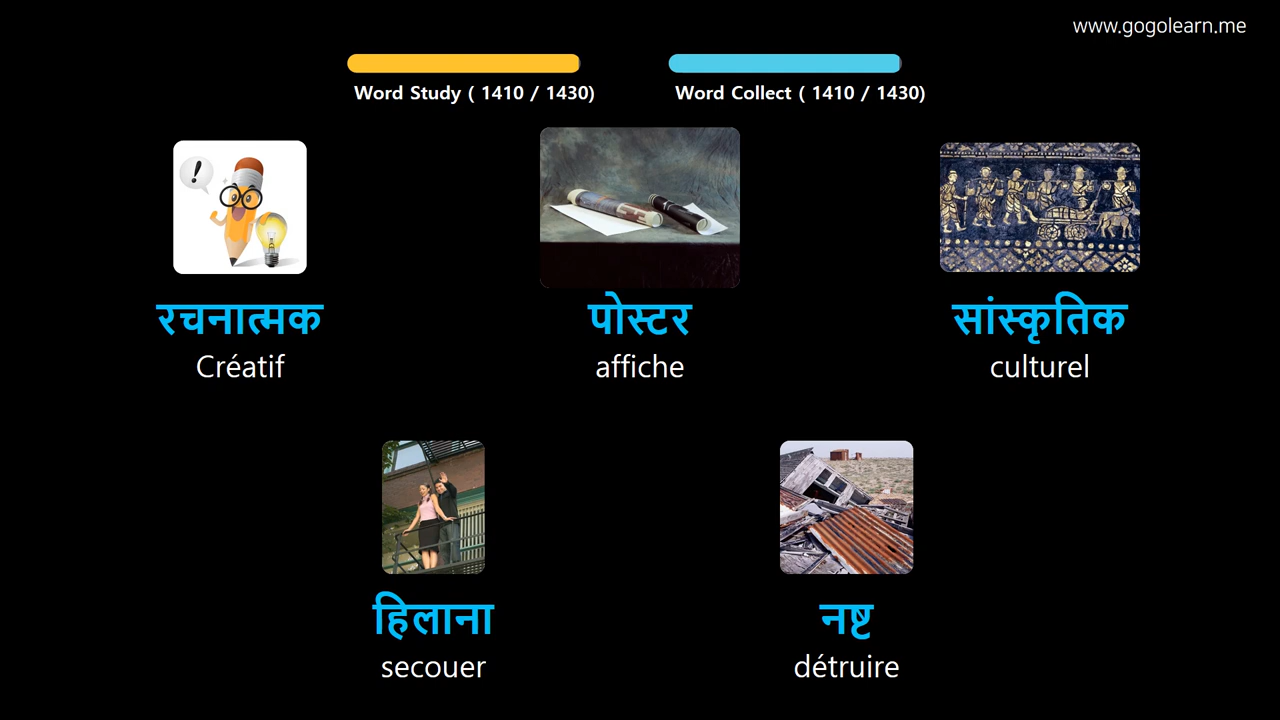 www.gogolearn.me
Word Study ( 1410 / 1430)
Word Collect ( 1410 / 1430)
!
रचनात्मक
Créatif
पोस्टर
affiche
सांस्कृतिक
culturel
हिलाना
secouer
नष्ट
détruire